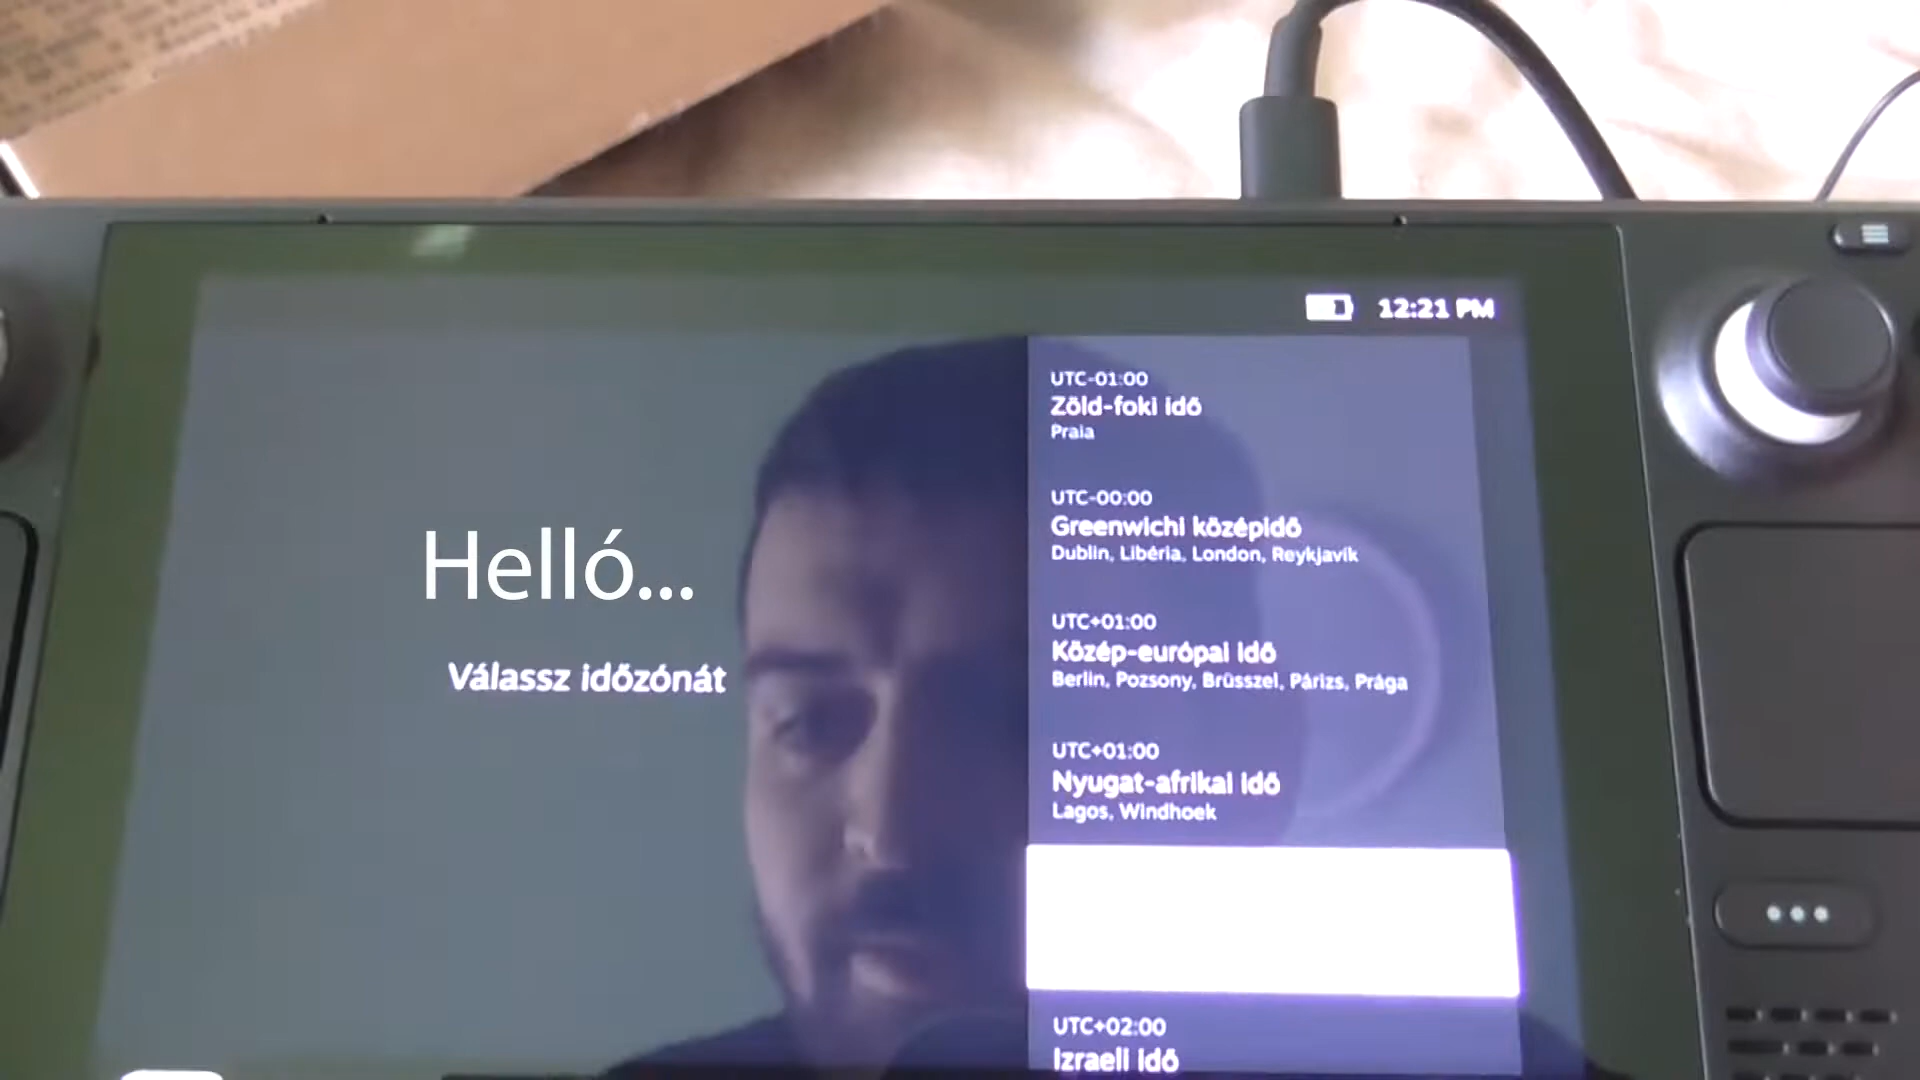 12:21 PM
Helló...
Válassz időzónát
UTC-01:00
Zöld-foki idő
Praia
UTC-00:00
Greenwichi középidő
Dublin, Libéria, London, Reykjavík
UTC+01:00
Közép-európai idő
Berlin, Pozsony, Brüsszel, Párizs, Prága
UTC+01:00
Nyugat-afrikai idő
Lagos, Windhoek
UTC+02:00
Izraeli idő